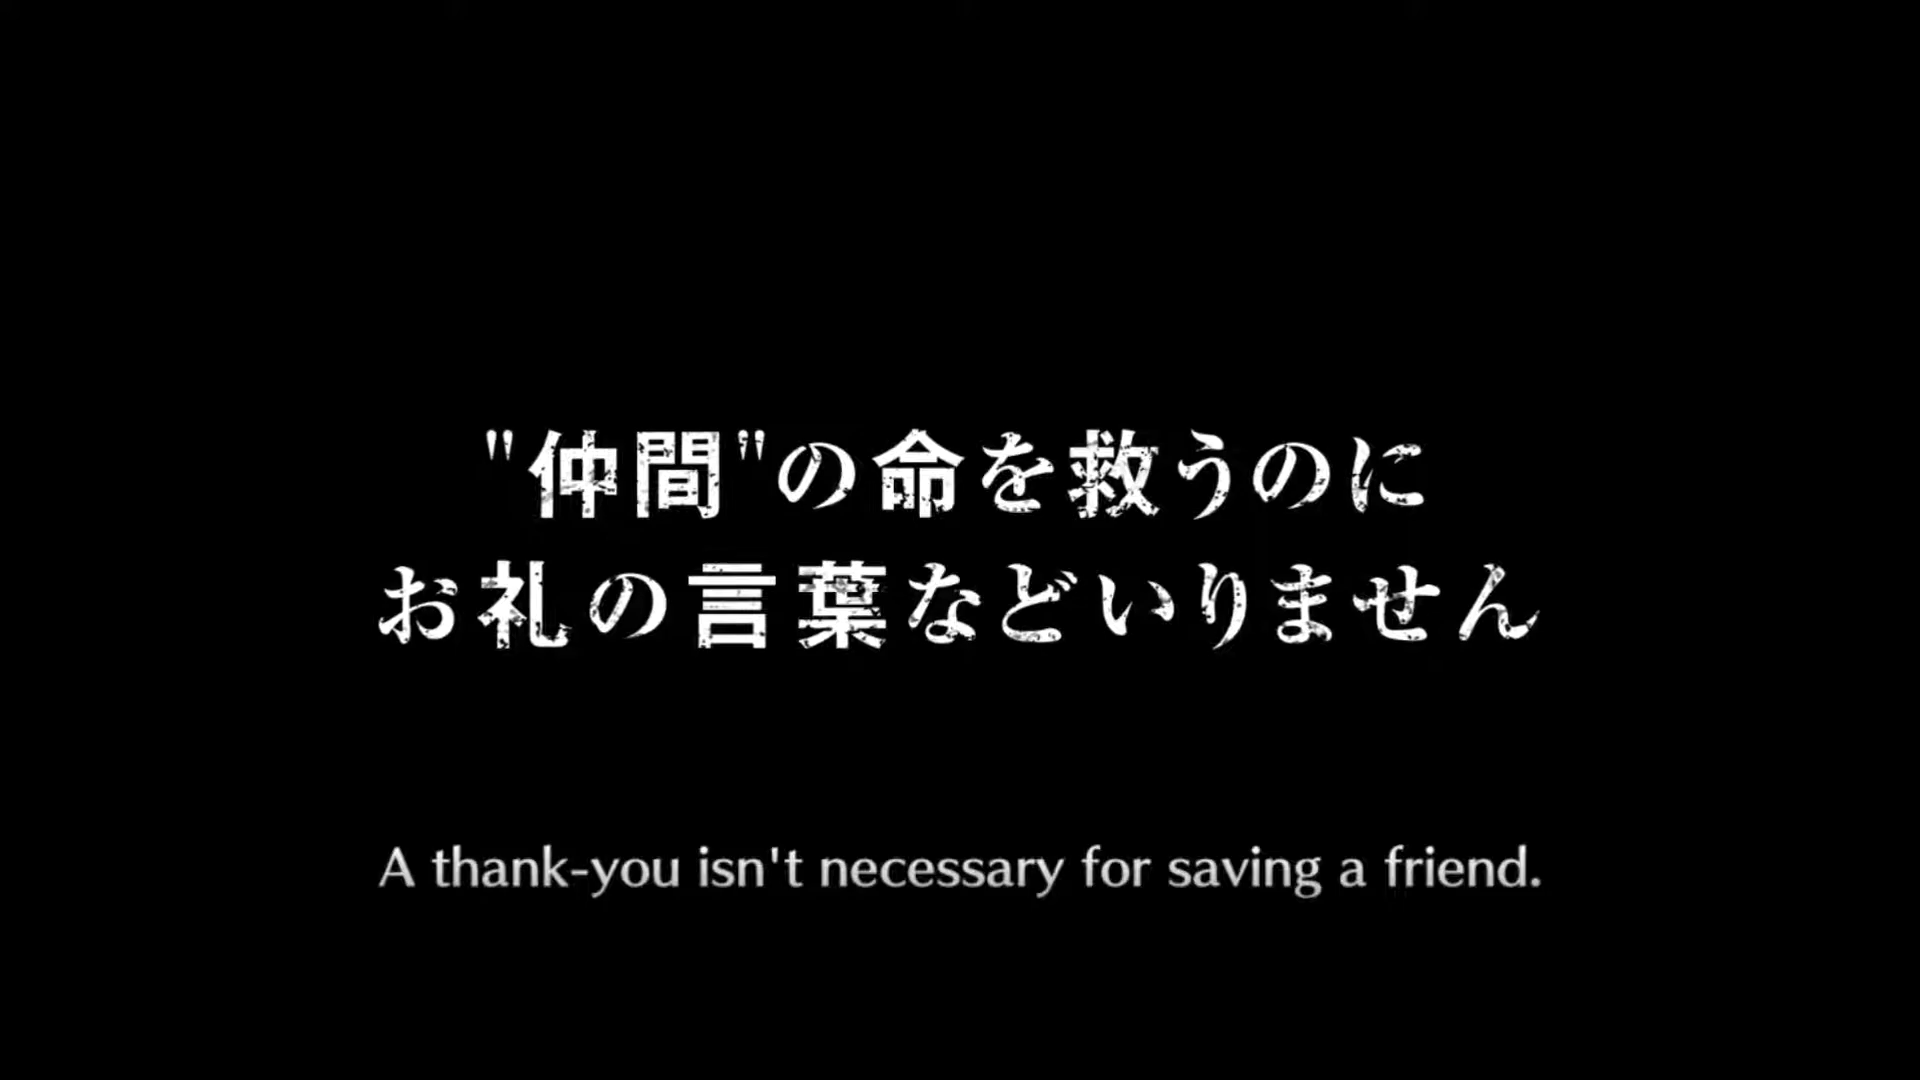 "仲間"の命を救うのに
お礼の言葉などいりません
A thank-you isn't necessary for saving a friend.